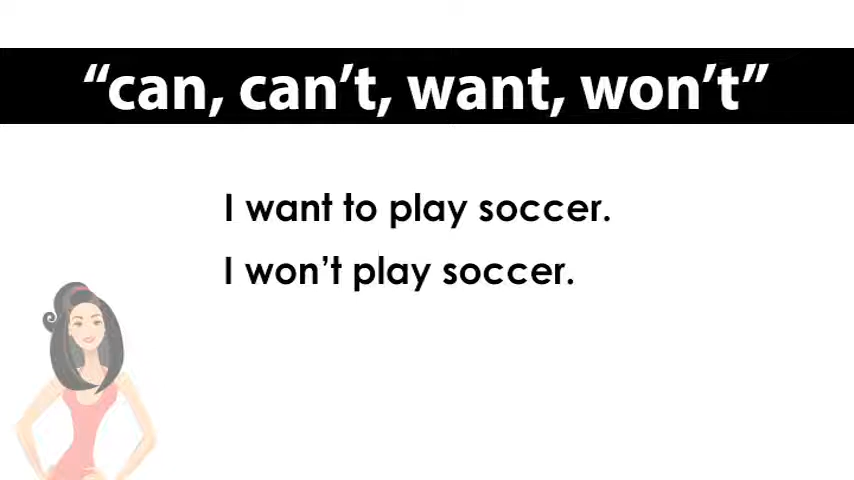 “can, can’t, want, won’t”
I want to play soccer.
I won’t play soccer.